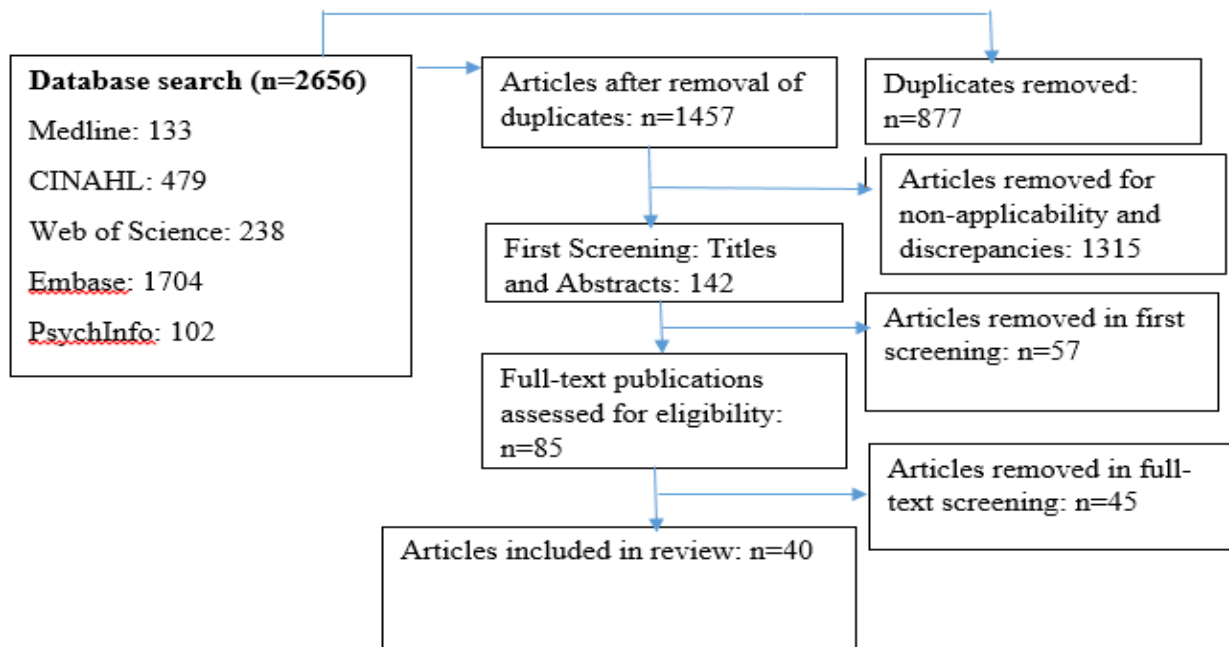 Database search (n=2656)
Medline: 133
CINAHL: 479
Web of Science: 238
Embase: 1704
PsychInfo: 102
Articles after removal of
duplicates: n=1457
Duplicates removed:
n=877
Articles removed for
non-applicability and
discrepancies: 1315
First Screening: Titles
and Abstracts: 142
Articles removed in first
screening: n=57
Full-text publications
assessed for eligibility:
n=85
Articles removed in full-
text screening: n=45
Articles included in review: n=40